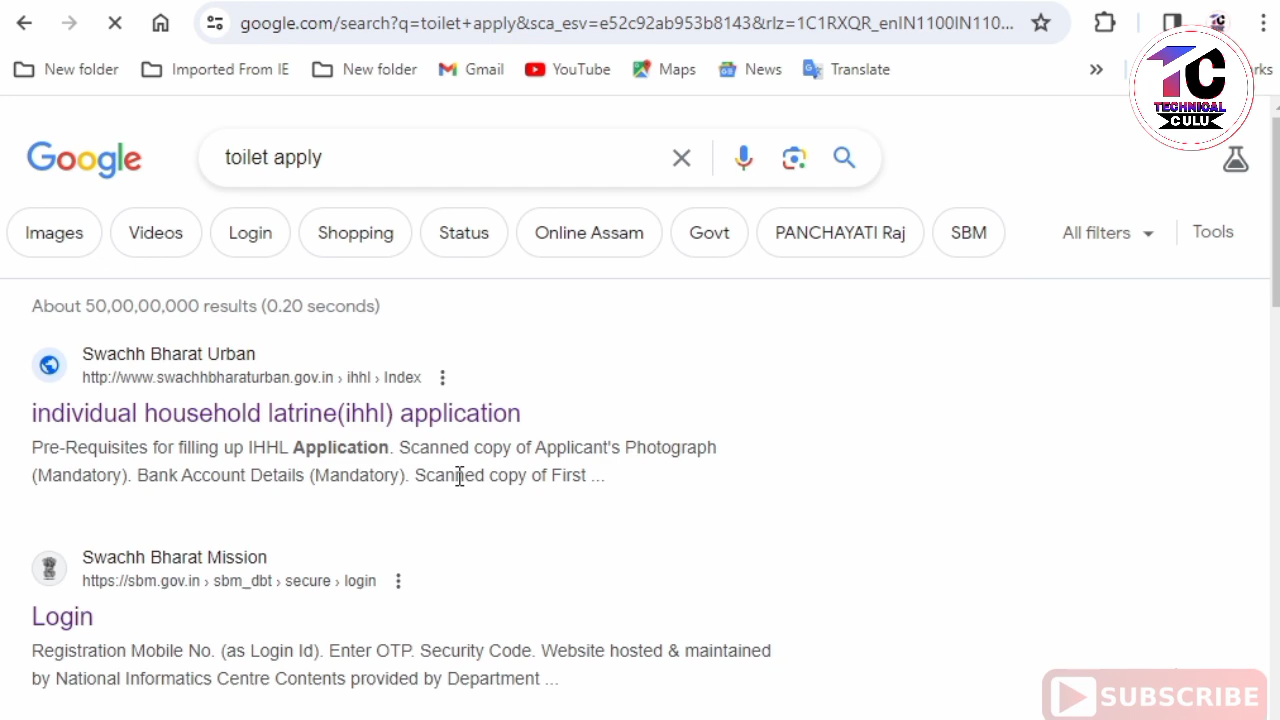 google.com/search?q=toilet+apply&sca_esv=e52c92ab953b8143&rlz=1C1RXQR_enIN1100IN110...
New folder Imported From IE New folder Gmail YouTube Maps News Translate » rks
TC
TECHNICAL
CULU
Google toilet apply
Images Videos Login Shopping Status Online Assam Govt PANCHAYATI Raj SBM All filters Tools
About 50,00,00,000 results (0.20 seconds)
Swachh Bharat Urban
http://www.swachhbharaturban.gov.in › ihhl › Index
individual household latrine(ihhl) application
Pre-Requisites for filling up IHHL Application. Scanned copy of Applicant's Photograph
(Mandatory). Bank Account Details (Mandatory). Scanned copy of First ...
Swachh Bharat Mission
https://sbm.gov.in › sbm_dbt › secure › login
Login
Registration Mobile No. (as Login Id). Enter OTP. Security Code. Website hosted & maintained
by National Informatics Centre Contents provided by Department ...
SUBSCRIBE